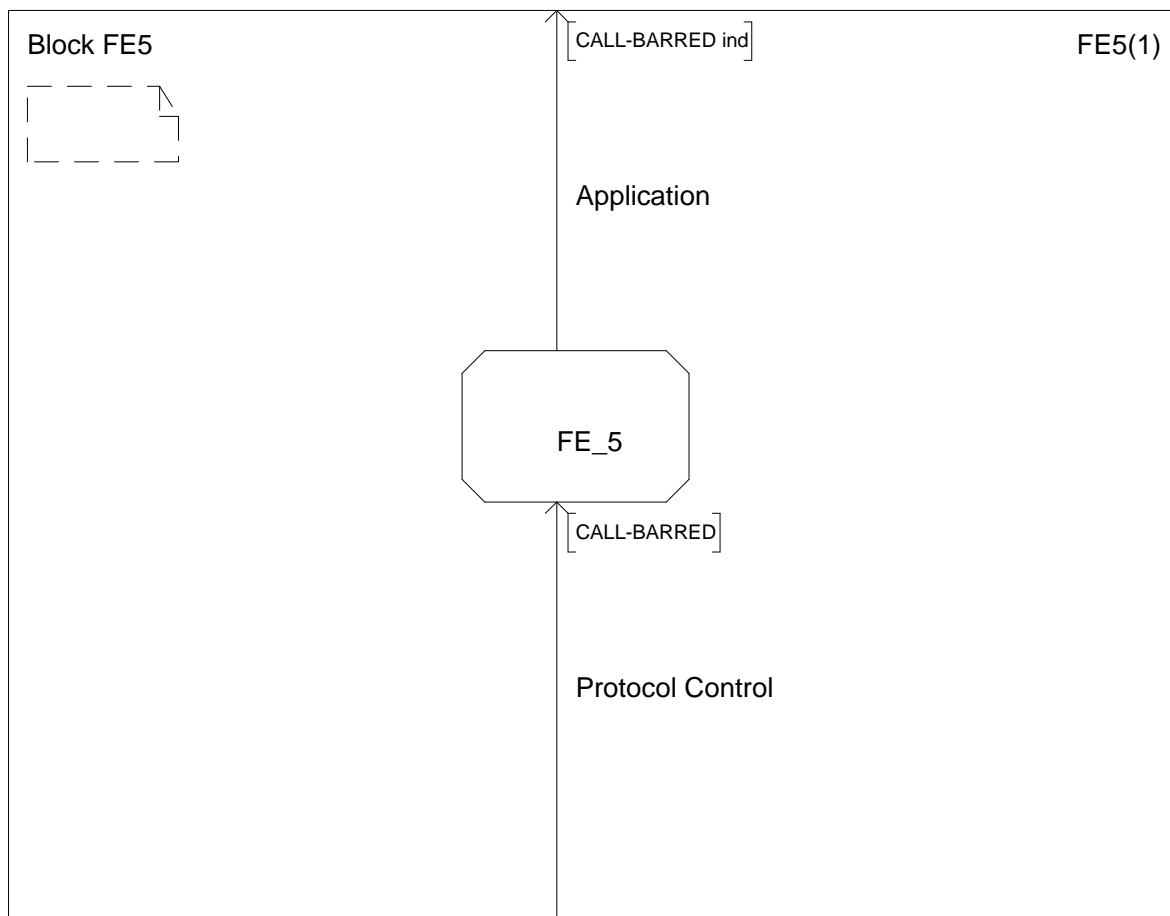 Block FE5
[CALL-BARRED ind]
FE5(1)
Application
FE_5
[CALL-BARRED]
Protocol Control